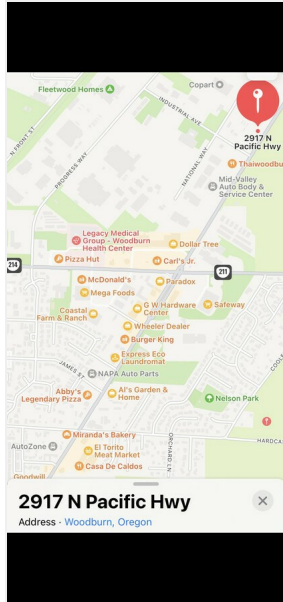 Fleetwood Homes
Copart
INDUSTRIAL AVE
N FRONT ST
PROGRESS WAY
NATIONAL WAY
2917 N
Pacific Hwy
Thaiwoodbu
Mid-Valley
Auto Body &
Service Center
Legacy Medical
Group - Woodburn
Health Center
Dollar Tree
Pizza Hut
Carl's Jr.
214
211
McDonald's
Paradox
Mega Foods
G W Hardware
Center
Safeway
Coastal
Farm & Ranch
Wheeler Dealer
Burger King
Express Eco
Laundromat
JAMES ST
NAPA Auto Parts
COOL
Abby's
Legendary Pizza
Al's Garden &
Home
Nelson Park
Miranda's Bakery
ORCHARD LN
HARDCA
AutoZone
El Torito
Meat Market
Casa De Caldos
Goodwill
2917 N Pacific Hwy
Address · Woodburn, Oregon